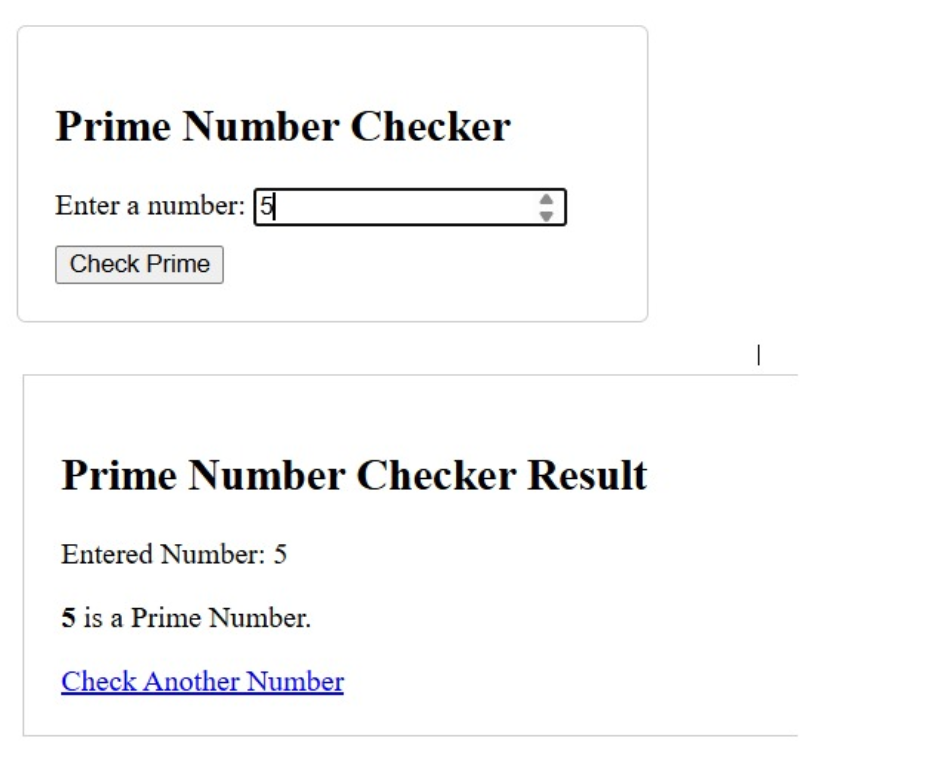 Prime Number Checker
Enter a number: 5
Check Prime
Prime Number Checker Result
Entered Number: 5
5 is a Prime Number.
Check Another Number